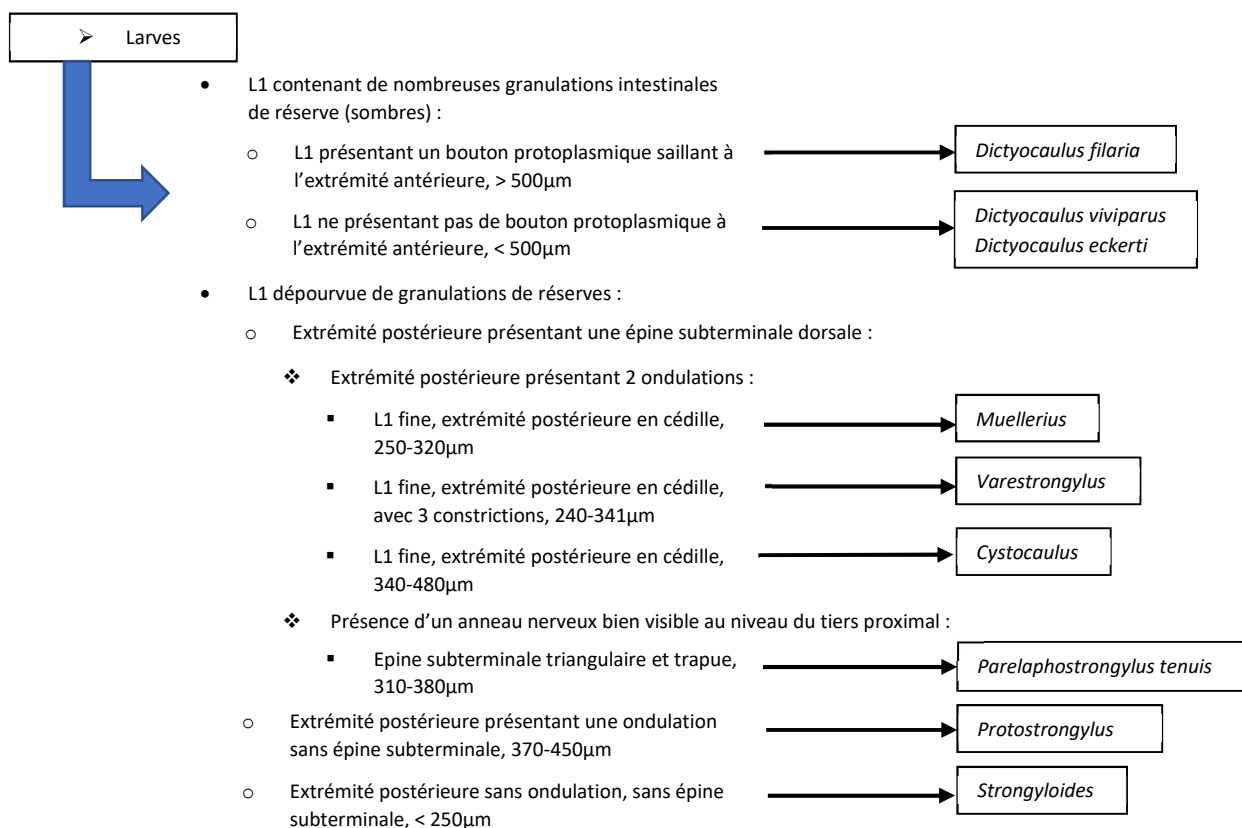 ➢ Larves
• L1 contenant de nombreuses granulations intestinales
de réserve (sombres) :
o L1 présentant un bouton protoplasmique saillant à
l'extrémité antérieure, > 500µm
Dictyocaulus filaria
o L1 ne présentant pas de bouton protoplasmique à
l'extrémité antérieure, < 500µm
Dictyocaulus viviparus
Dictyocaulus eckerti
• L1 dépourvue de granulations de réserves :
o Extrémité postérieure présentant une épine subterminale dorsale :
❖ Extrémité postérieure présentant 2 ondulations :
▪ L1 fine, extrémité postérieure en cédille,
250-320µm
Muellerius
▪ L1 fine, extrémité postérieure en cédille,
avec 3 constrictions, 240-341µm
Varestrongylus
▪ L1 fine, extrémité postérieure en cédille,
340-480µm
Cystocaulus
❖ Présence d'un anneau nerveux bien visible au niveau du tiers proximal :
▪ Epine subterminale triangulaire et trapue,
310-380µm
Parelaphostrongylus tenuis
o Extrémité postérieure présentant une ondulation
sans épine subterminale, 370-450µm
Protostrongylus
o Extrémité postérieure sans ondulation, sans épine
subterminale, < 250µm
Strongyloides